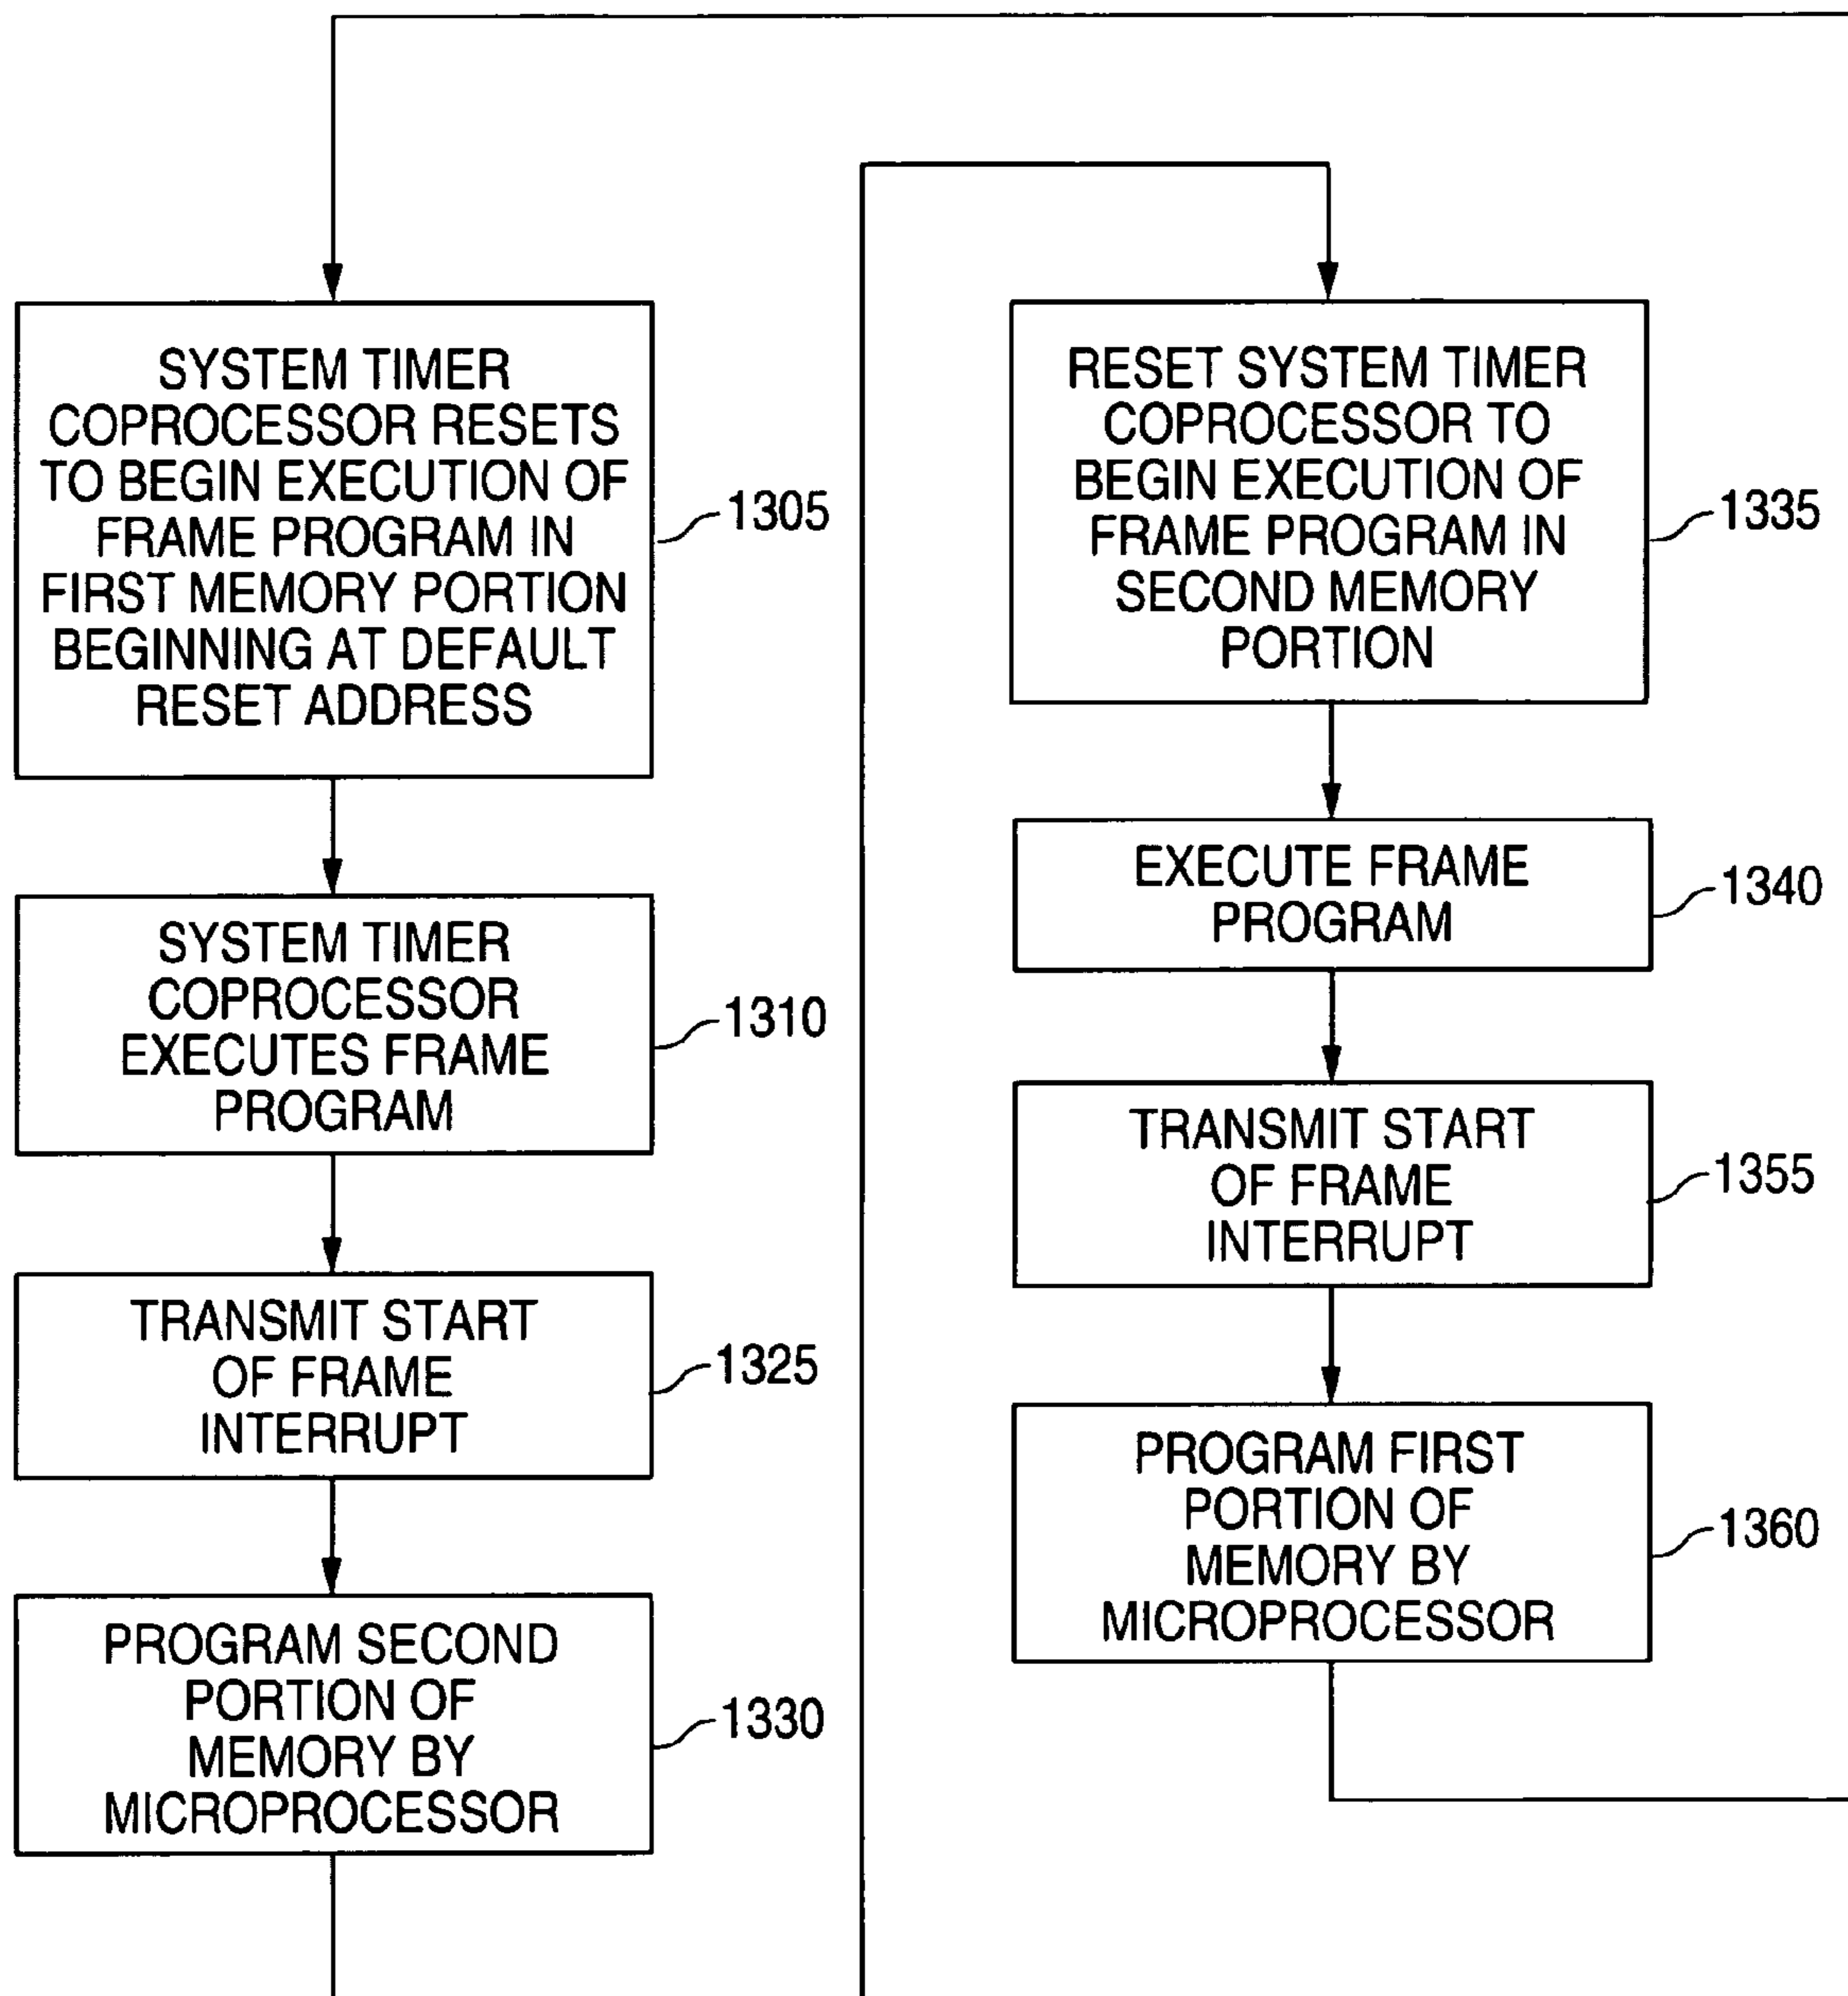 SYSTEM TIMER
COPROCESSOR RESETS
TO BEGIN EXECUTION OF
FRAME PROGRAM IN
FIRST MEMORY PORTION
BEGINNING AT DEFAULT
RESET ADDRESS
1305
SYSTEM TIMER
COPROCESSOR
EXECUTES FRAME
PROGRAM
1310
TRANSMIT START
OF FRAME
INTERRUPT
1325
PROGRAM SECOND
PORTION OF
MEMORY BY
MICROPROCESSOR
1330
RESET SYSTEM TIMER
COPROCESSOR TO
BEGIN EXECUTION OF
FRAME PROGRAM IN
SECOND MEMORY
PORTION
1335
EXECUTE FRAME
PROGRAM
1340
TRANSMIT START
OF FRAME
INTERRUPT
1355
PROGRAM FIRST
PORTION OF
MEMORY BY
MICROPROCESSOR
1360